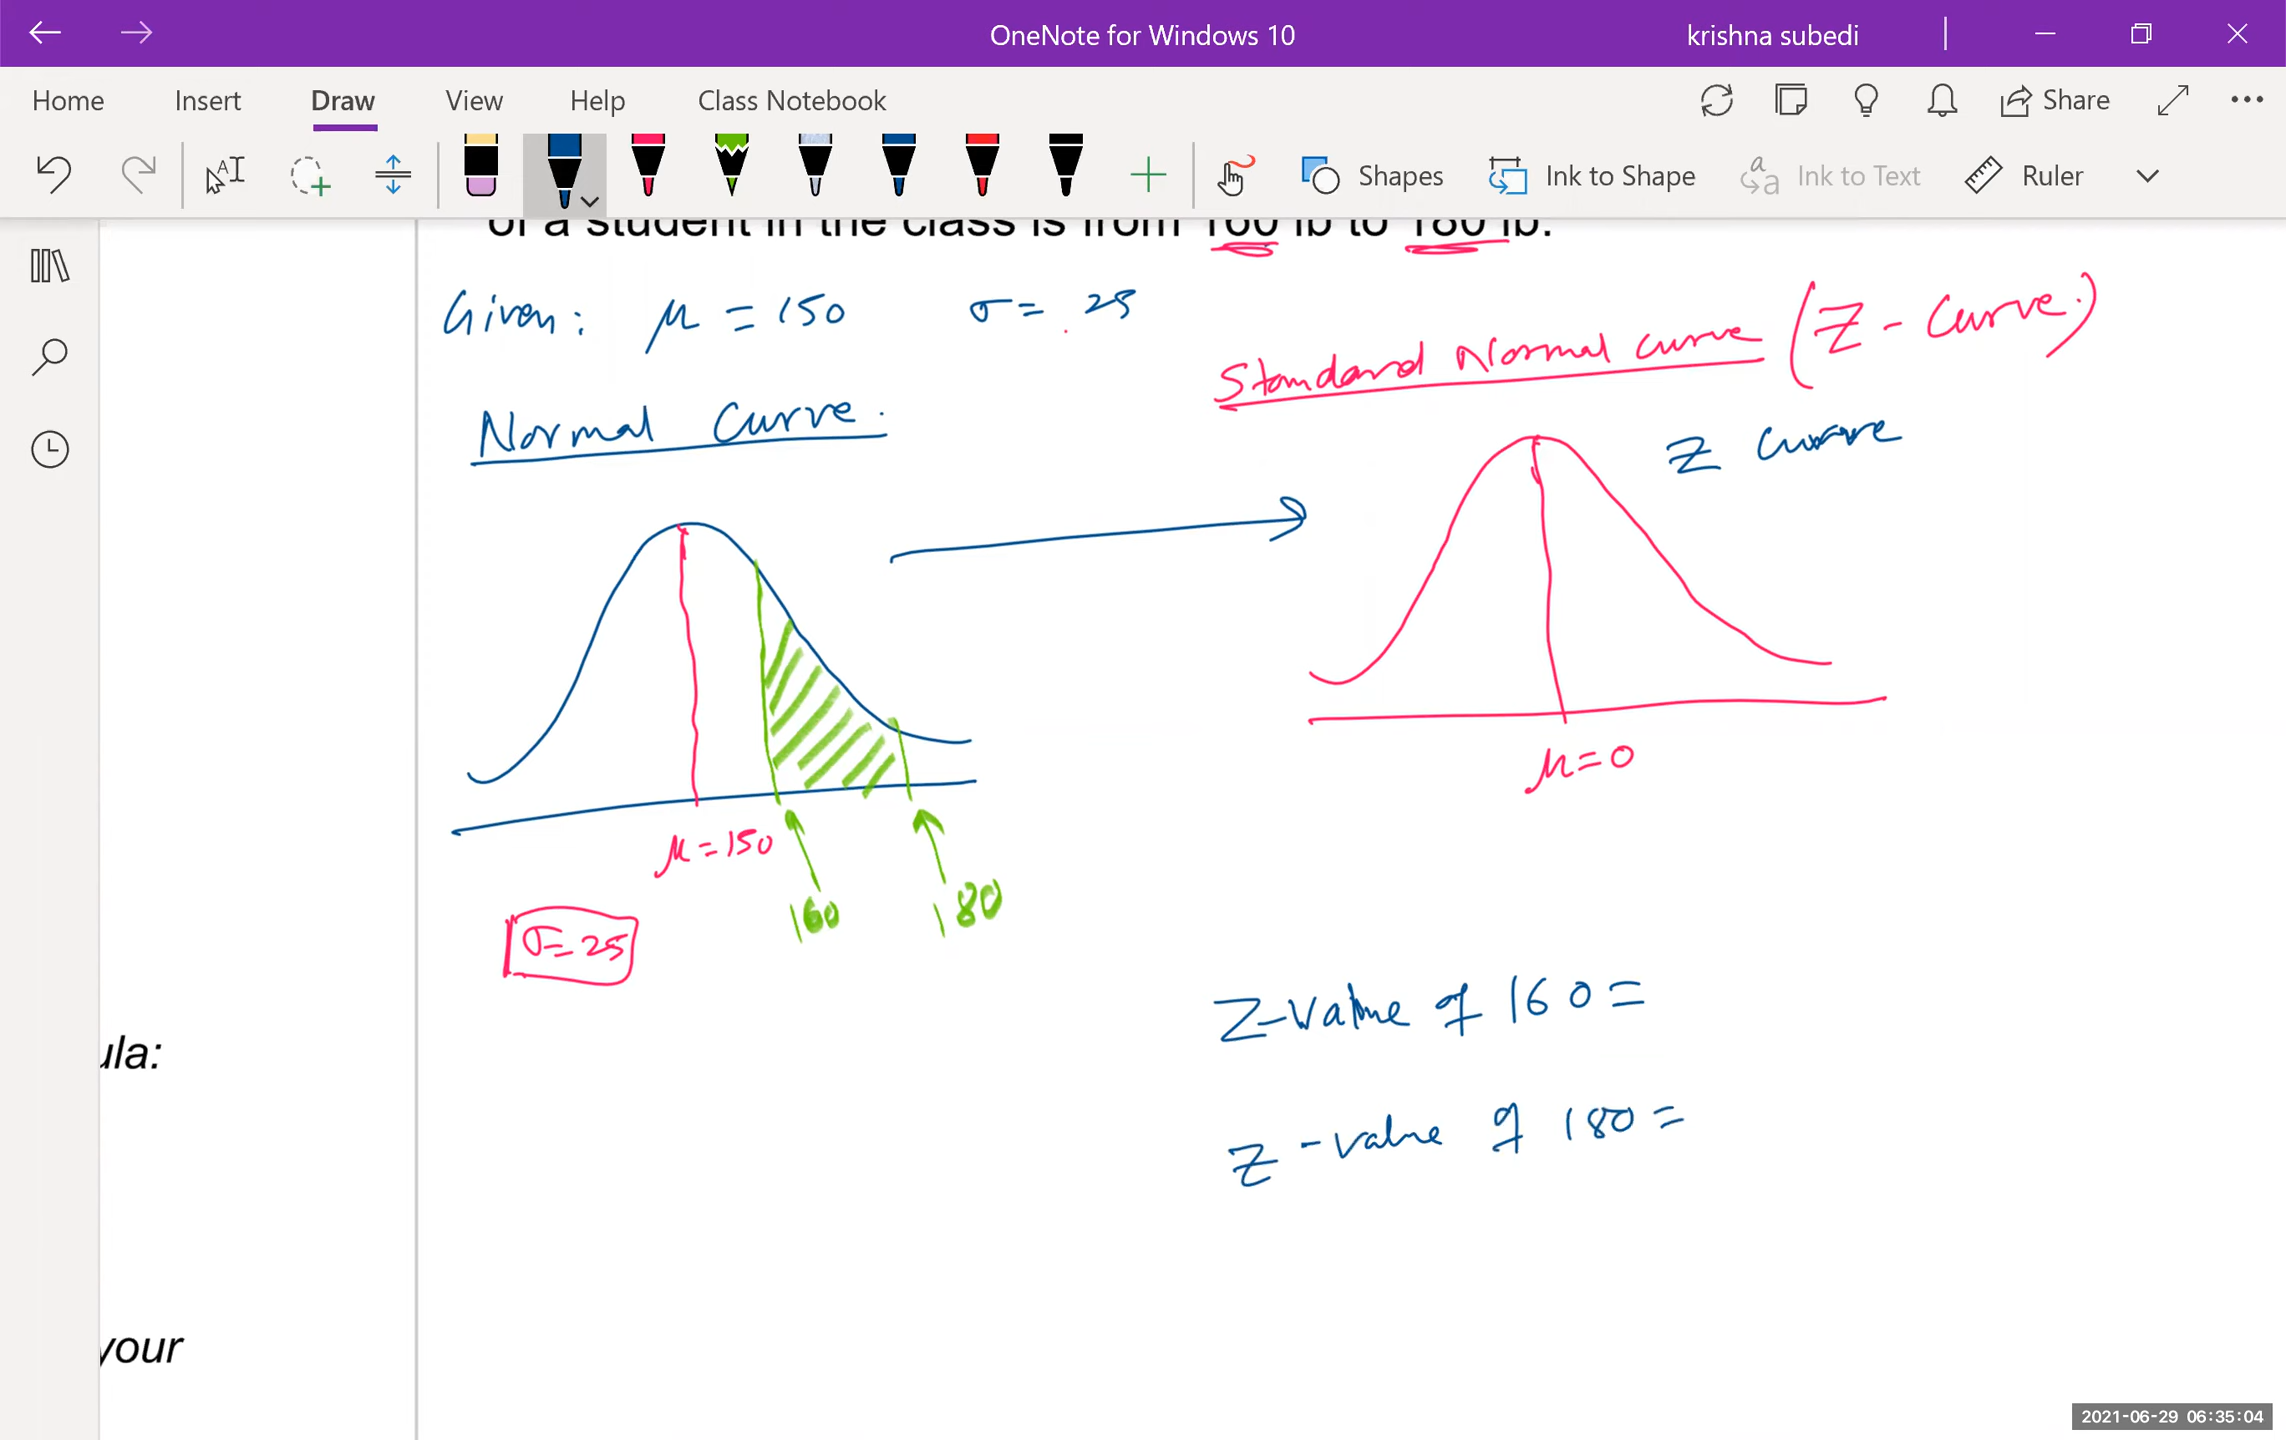 OneNote for Windows 10
krishna subedi
Home Insert Draw View Help Class Notebook
Share
Shapes Ink to Shape Ink to Text Ruler
of a student in the class is from 160 lb to 180 lb.
Given: μ = 150 σ = 25
Standard Normal curve (Z - Curve.)
Normal Curve.
Z Curve
μ = 150
μ = 0
160
180
σ = 25
Z-value of 160 =
ula:
Z-value of 180 =
your
2021-06-29 06:35:04